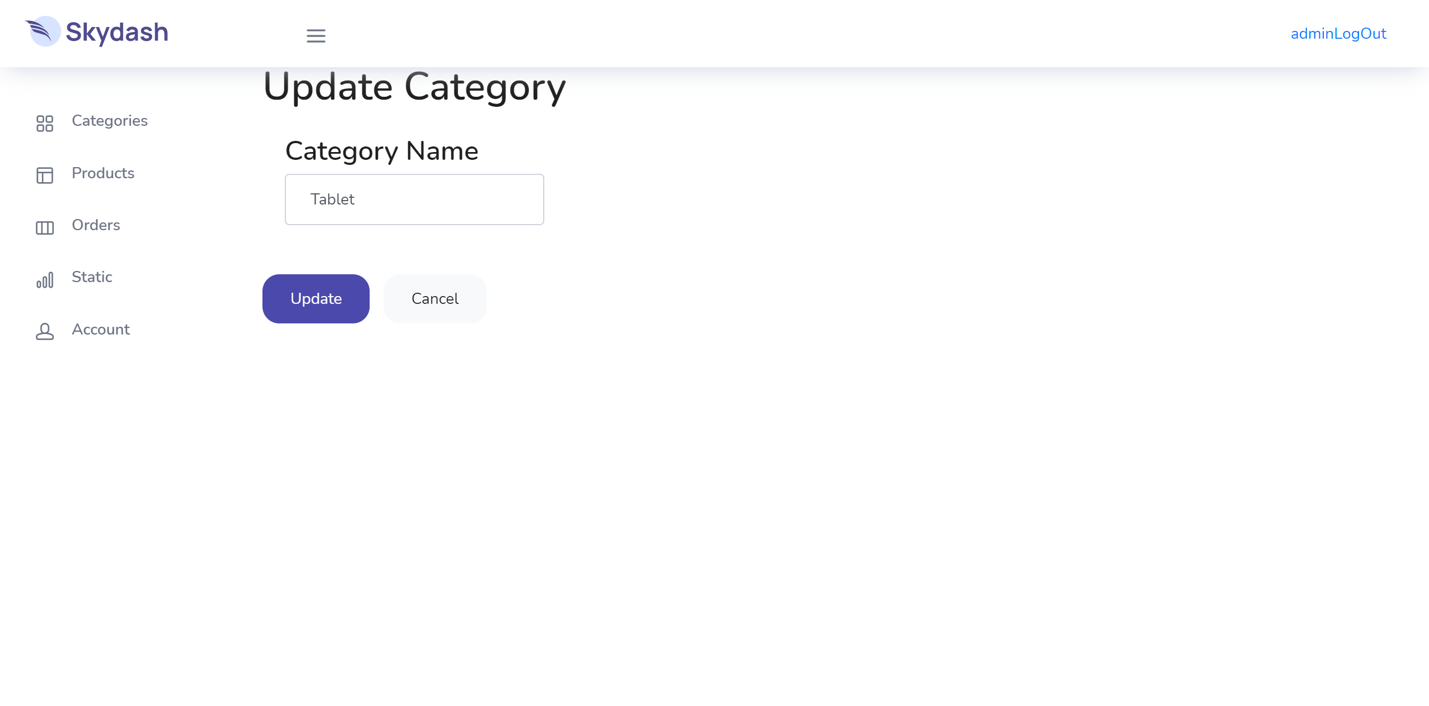 Skydash
adminLogOut
Update Category
Categories
Products
Orders
Static
Account
Category Name
Tablet
Update
Cancel